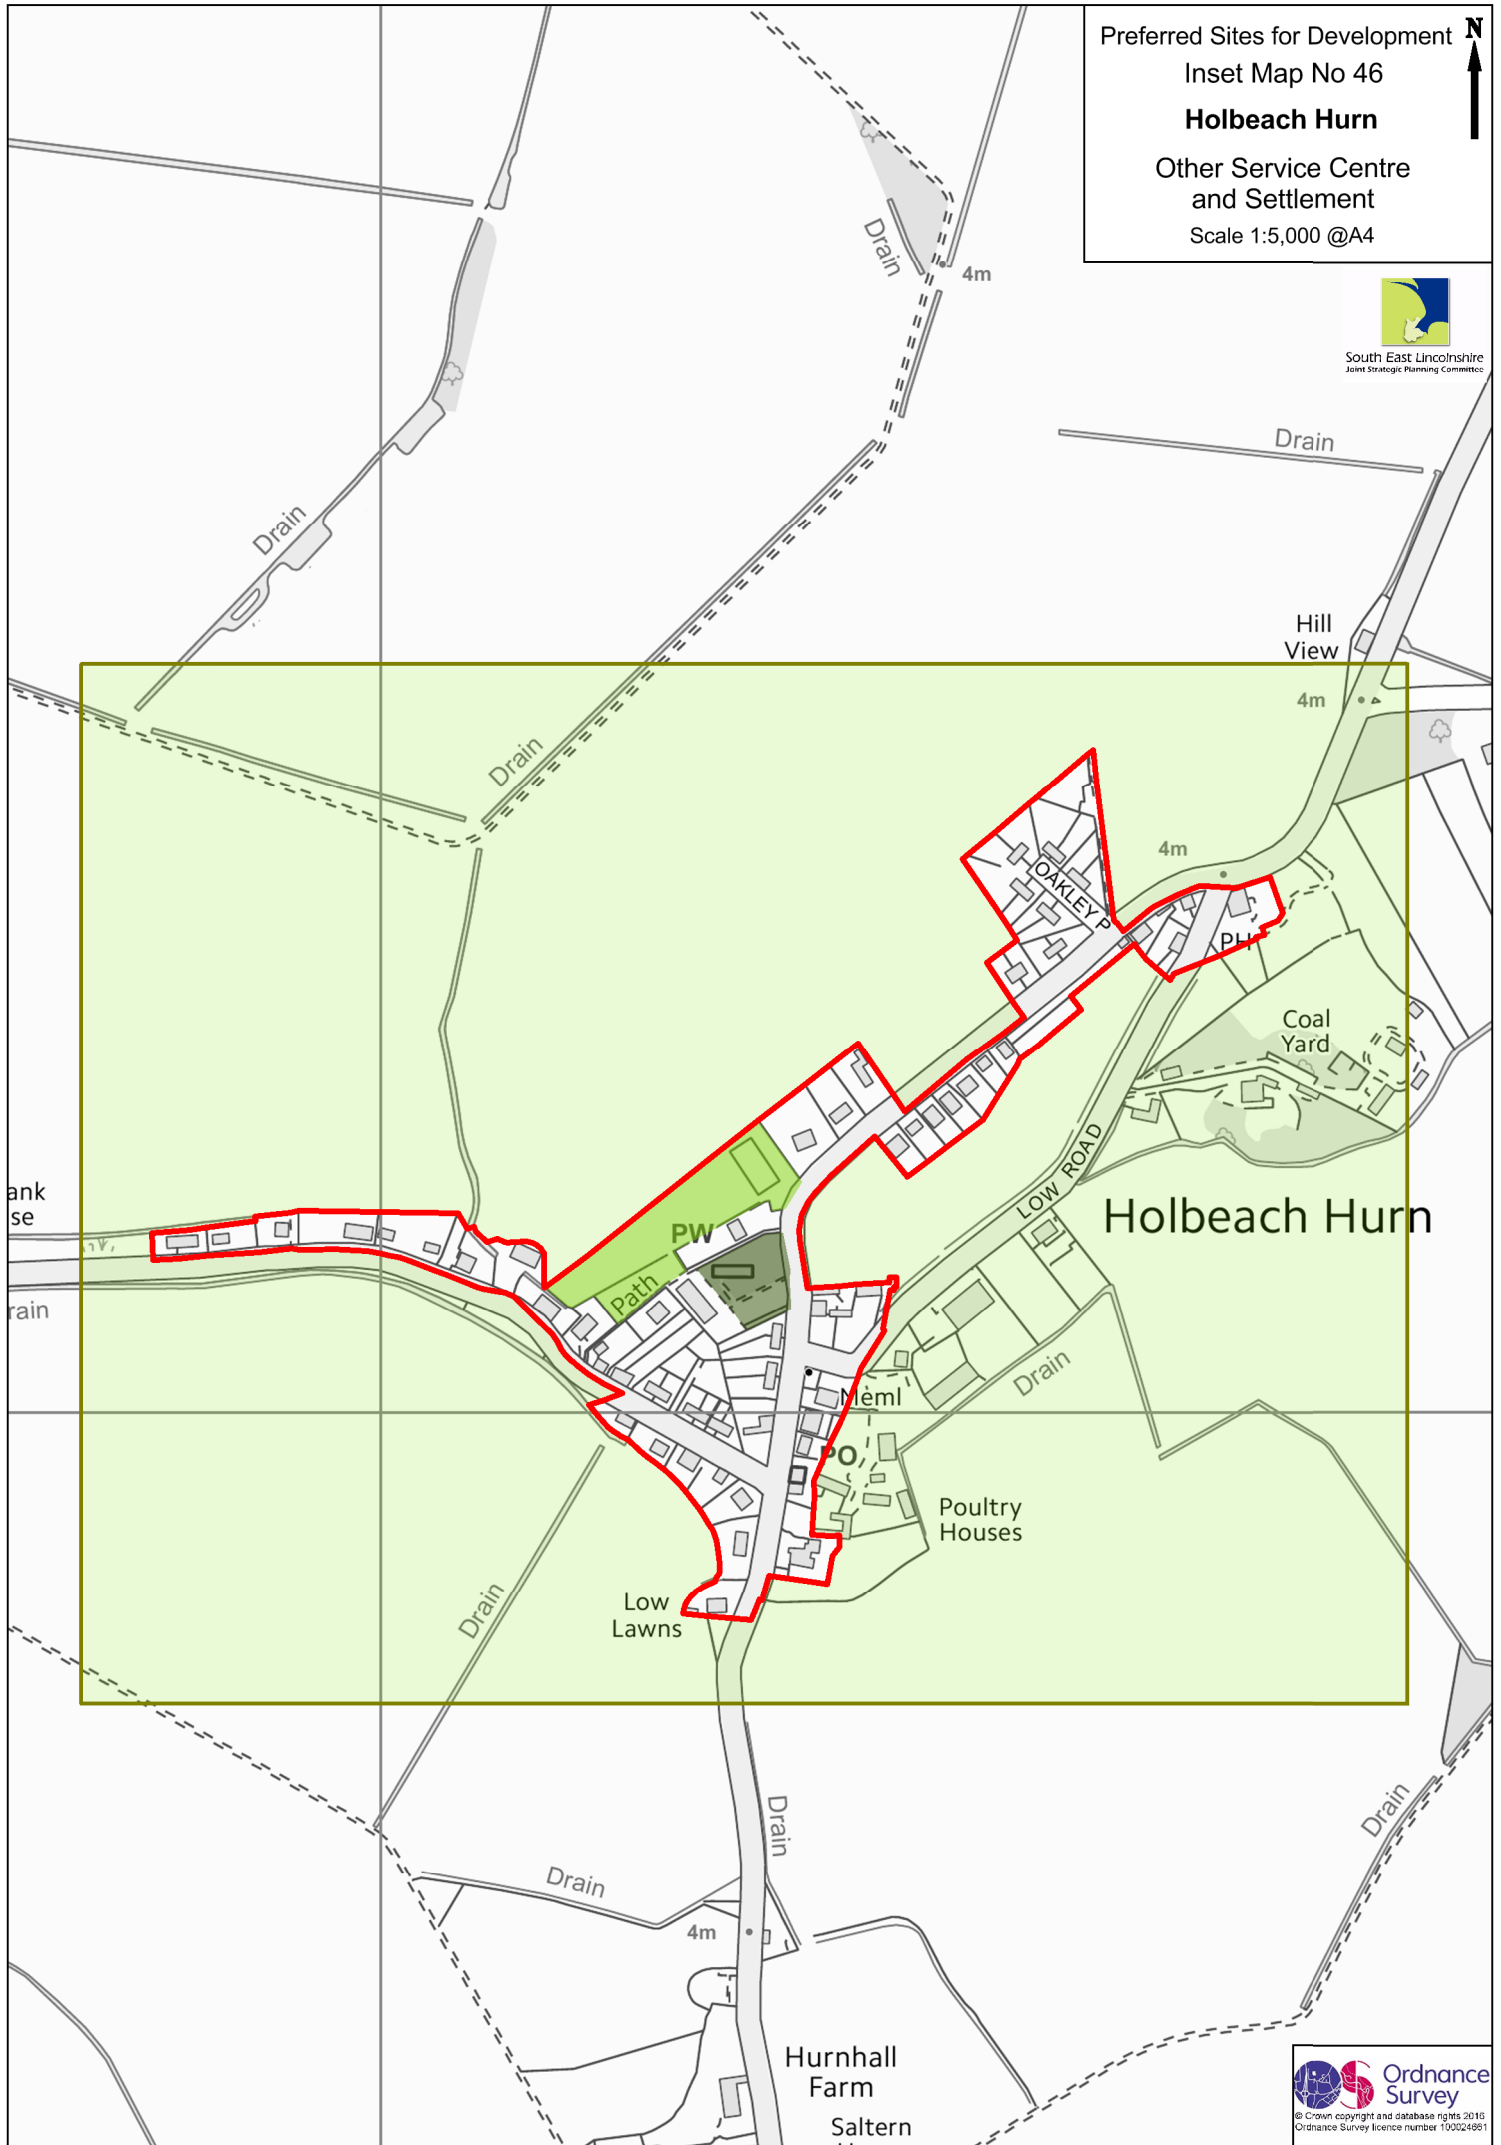 Preferred Sites for Development
N
Inset Map No 46
Holbeach Hurn
Other Service Centre
and Settlement
Scale 1:5,000 @A4
South East Lincolnshire
Joint Strategic Planning Committee
Drain
4m
Drain
Drain
Hill
View
4m
Drain
4m
OAKLEY P
PH
Coal
Yard
LOW ROAD
Holbeach Hurn
ank
se
rain
PW
Path
Meml
Drain
PO
Poultry
Houses
Low
Lawns
Drain
Drain
Drain
Drain
4m
Hurnhall
Farm
Saltern
Ordnance
Survey
© Crown copyright and database rights 2016
Ordnance Survey licence number 100024661